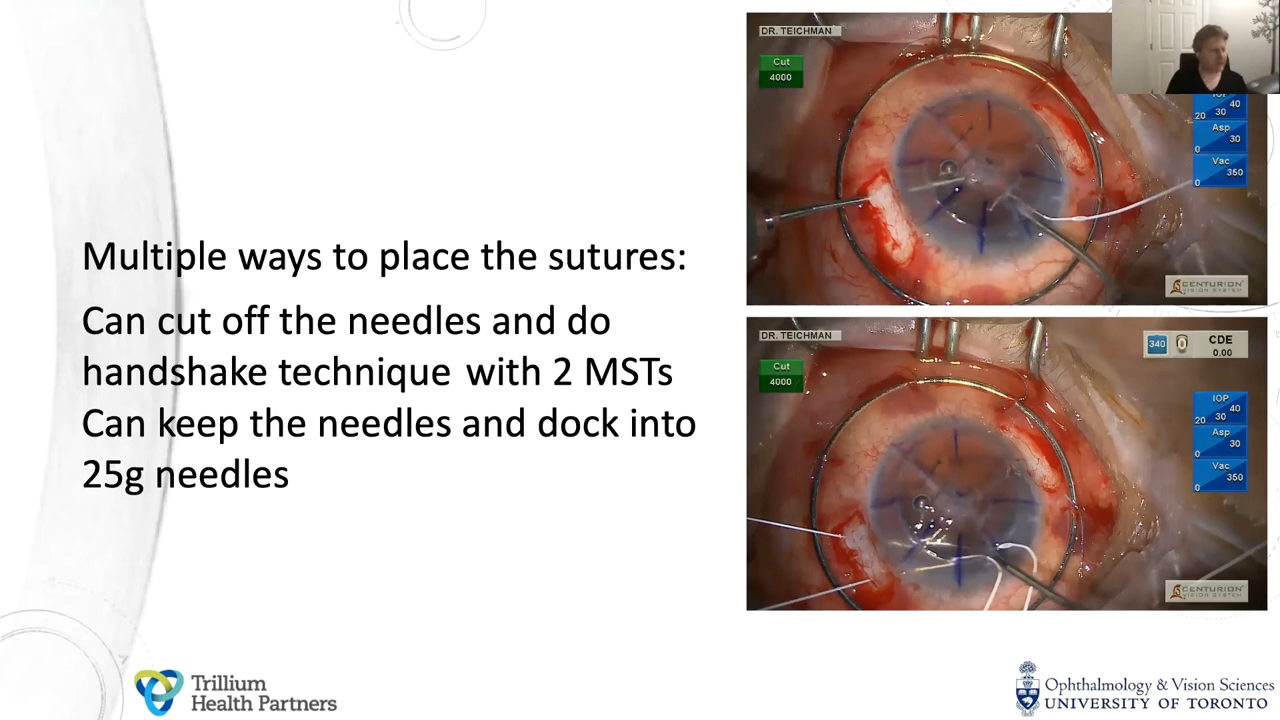 Multiple ways to place the sutures:
Can cut off the needles and do
handshake technique with 2 MSTs
Can keep the needles and dock into
25g needles
DR. TEICHMAN
Cut
4000
40
20 30
Asp
0 30
Vac
0 350
CENTURION
VISION SYSTEM
DR. TEICHMAN
Cut
4000
340 0 CDE
0.00
IOP
20 30 40
Asp
0 30
Vac
0 350
CENTURION
VISION SYSTEM
Trillium
Health Partners
Ophthalmology & Vision Sciences
UNIVERSITY OF TORONTO